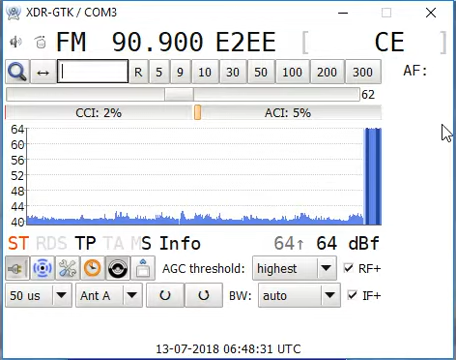 XDR-GTK / COM3
FM 90.900 E2EE [ CE ]
↔ R 5 9 10 30 50 100 200 300 AF:
62
CCI: 2% ACI: 5%
64
60
56
52
48
44
40
ST RDS TP TA MS Info 64↑ 64 dBf
AGC threshold: highest RF+
50 us Ant A BW: auto IF+
13-07-2018 06:48:31 UTC